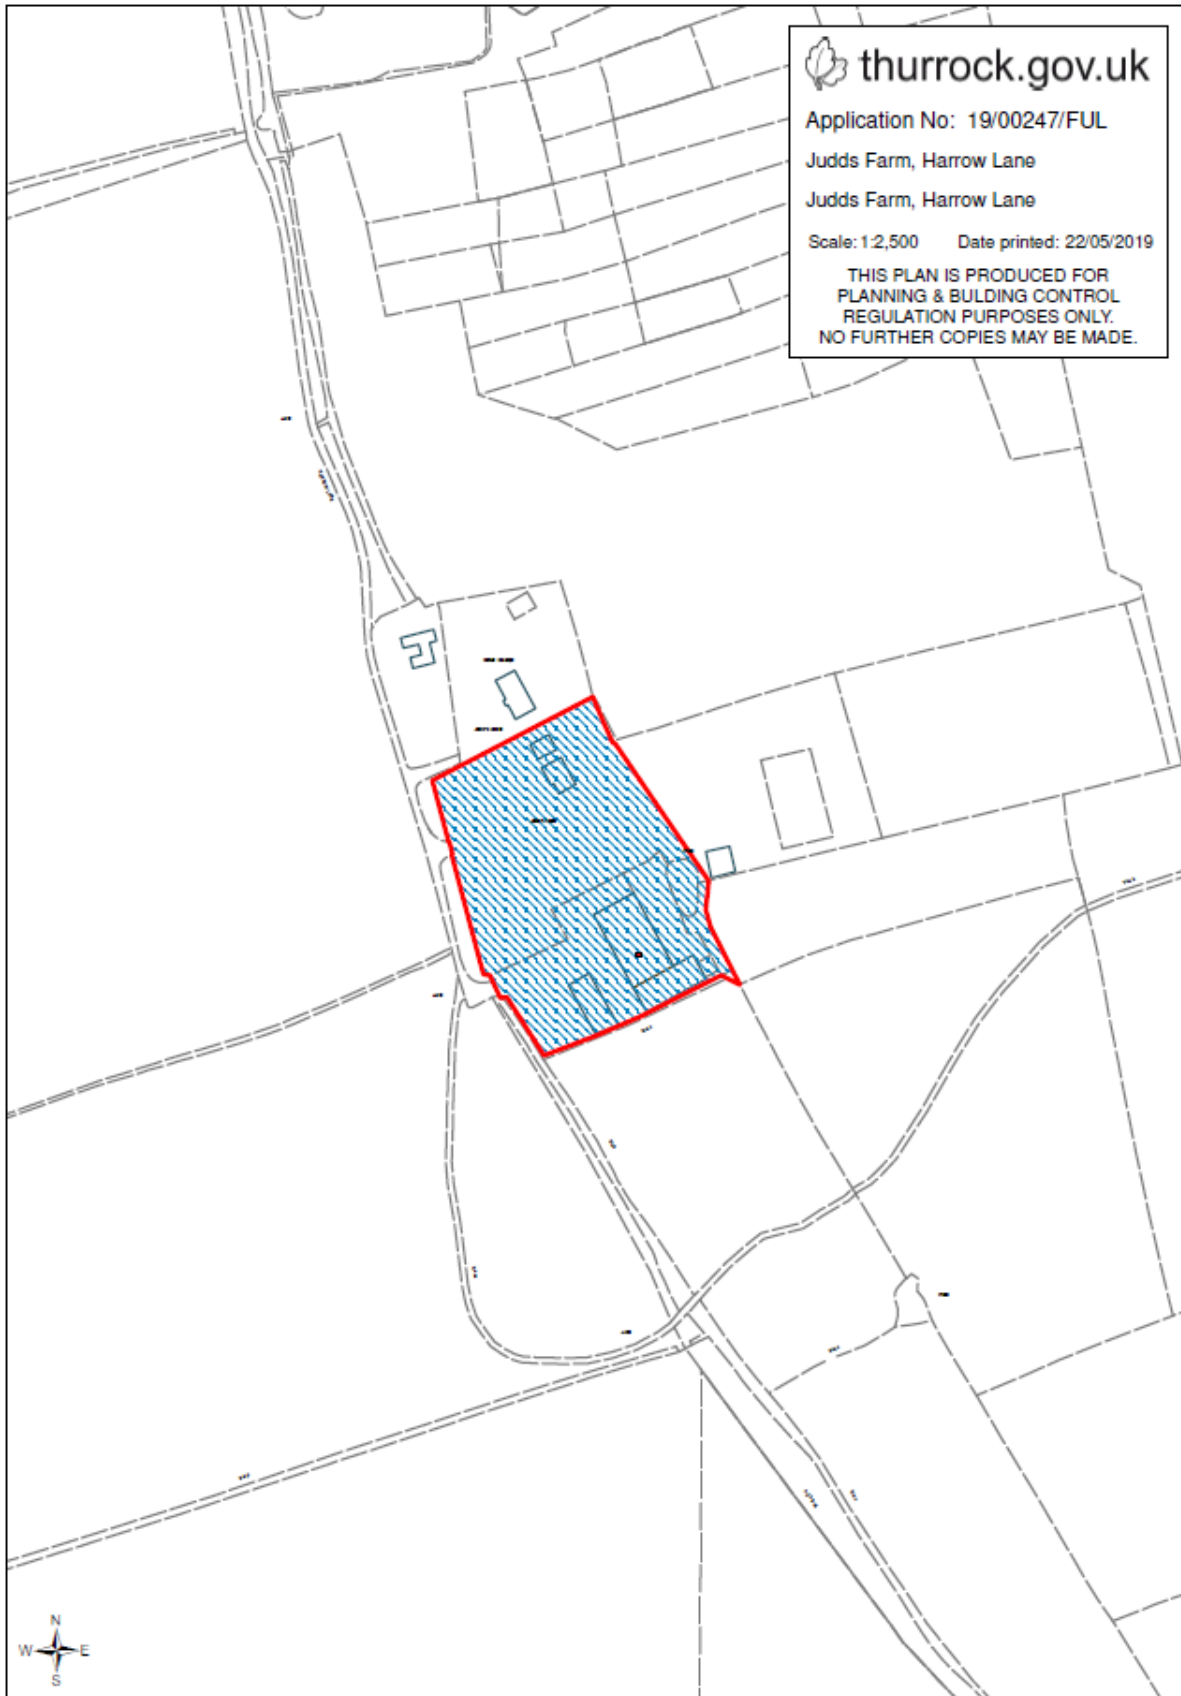 thurrock.gov.uk
Application No: 19/00247/FUL
Judds Farm, Harrow Lane
Judds Farm, Harrow Lane
Scale: 1:2,500 Date printed: 22/05/2019
THIS PLAN IS PRODUCED FOR
PLANNING & BULDING CONTROL
REGULATION PURPOSES ONLY.
NO FURTHER COPIES MAY BE MADE.
N
W E
S